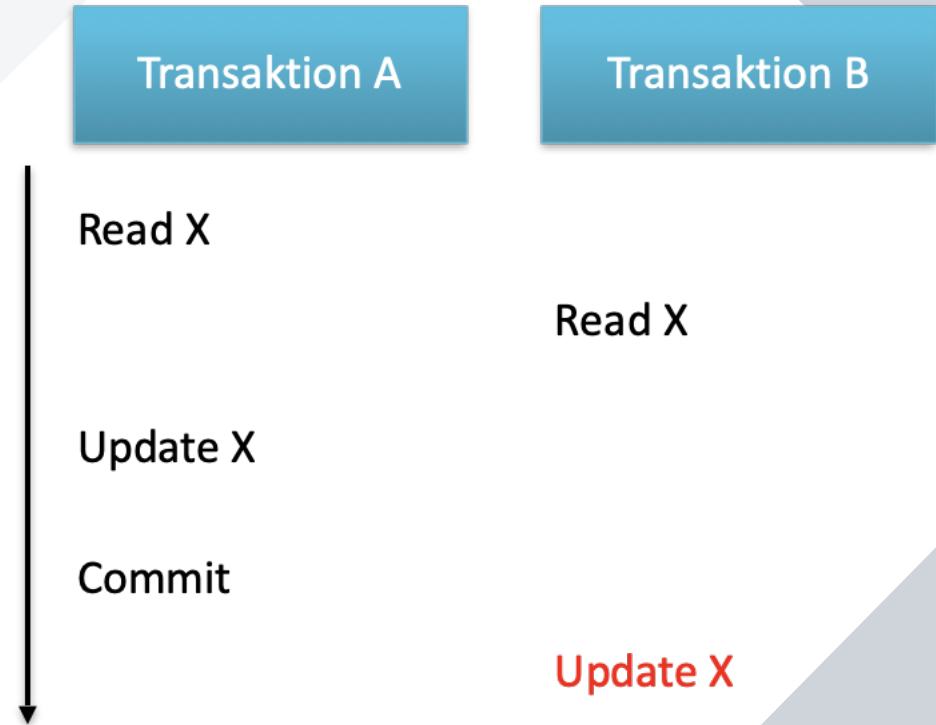 Transaktion A
Transaktion B
Read X
Read X
Update X
Commit
Update X